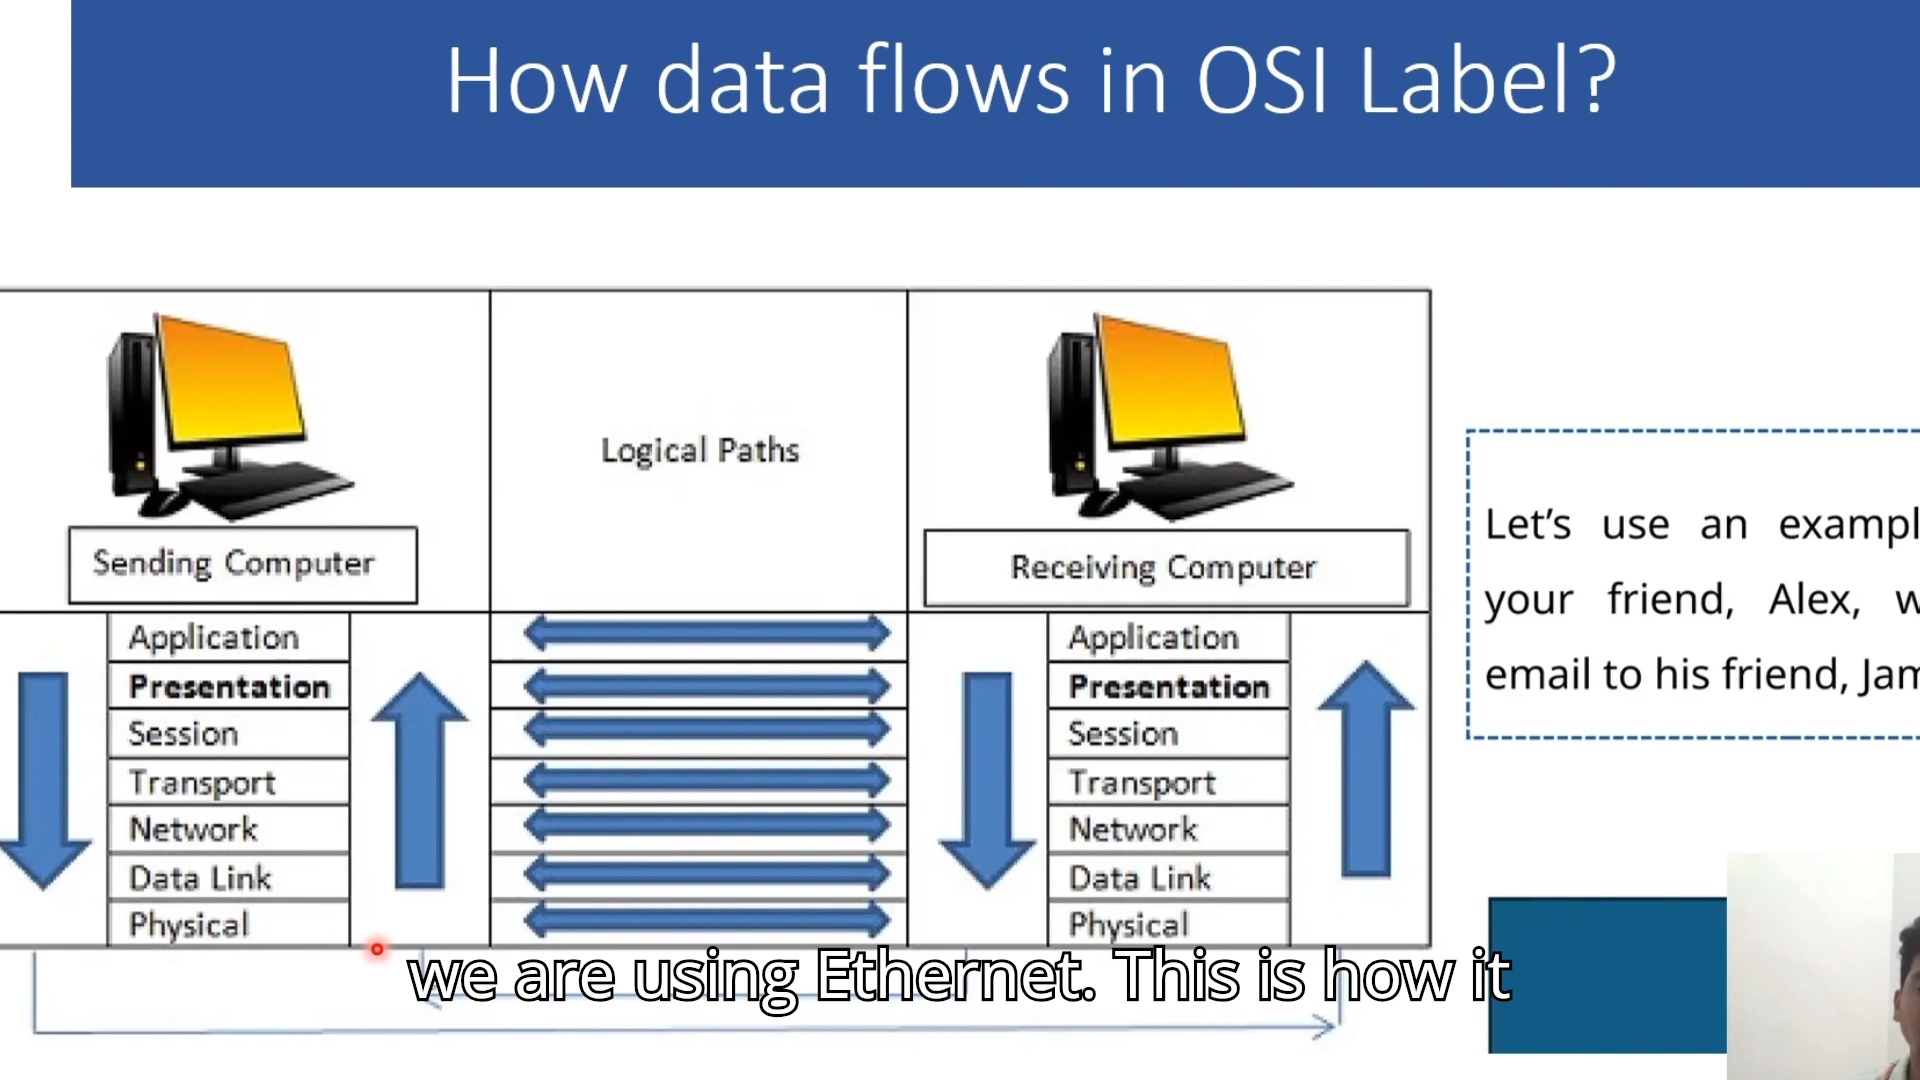 How data flows in OSI Label?
Logical Paths
Sending Computer
Receiving Computer
Application
Presentation
Session
Transport
Network
Data Link
Physical
Application
Presentation
Session
Transport
Network
Data Link
Physical
Let's use an
your friend, Alex,
email to his friend,
we are using Ethernet. This is how it